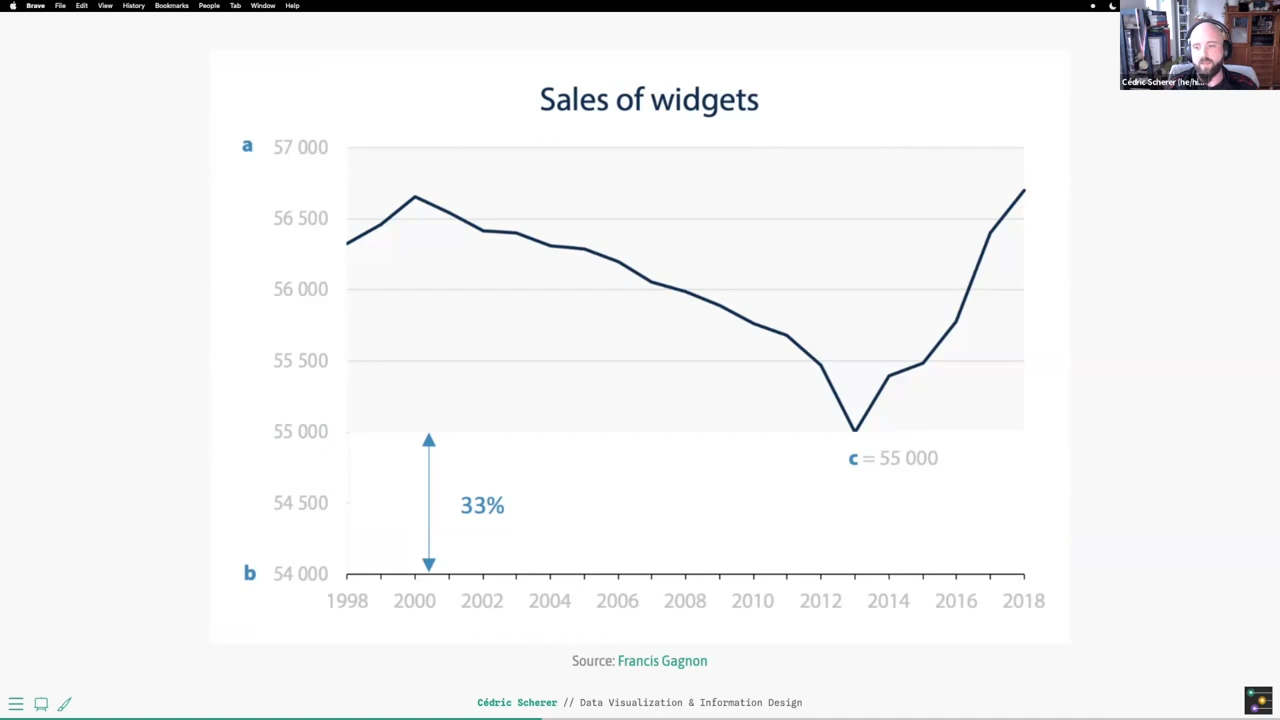 Brave File Edit View History Bookmarks People Tab Window Help
Cédric Scherer (he/hi...
Sales of widgets
a 57 000
56 500
56 000
55 500
55 000
c = 55 000
54 500
33%
b 54 000
1998 2000 2002 2004 2006 2008 2010 2012 2014 2016 2018
Source: Francis Gagnon
Cédric Scherer // Data Visualization & Information Design